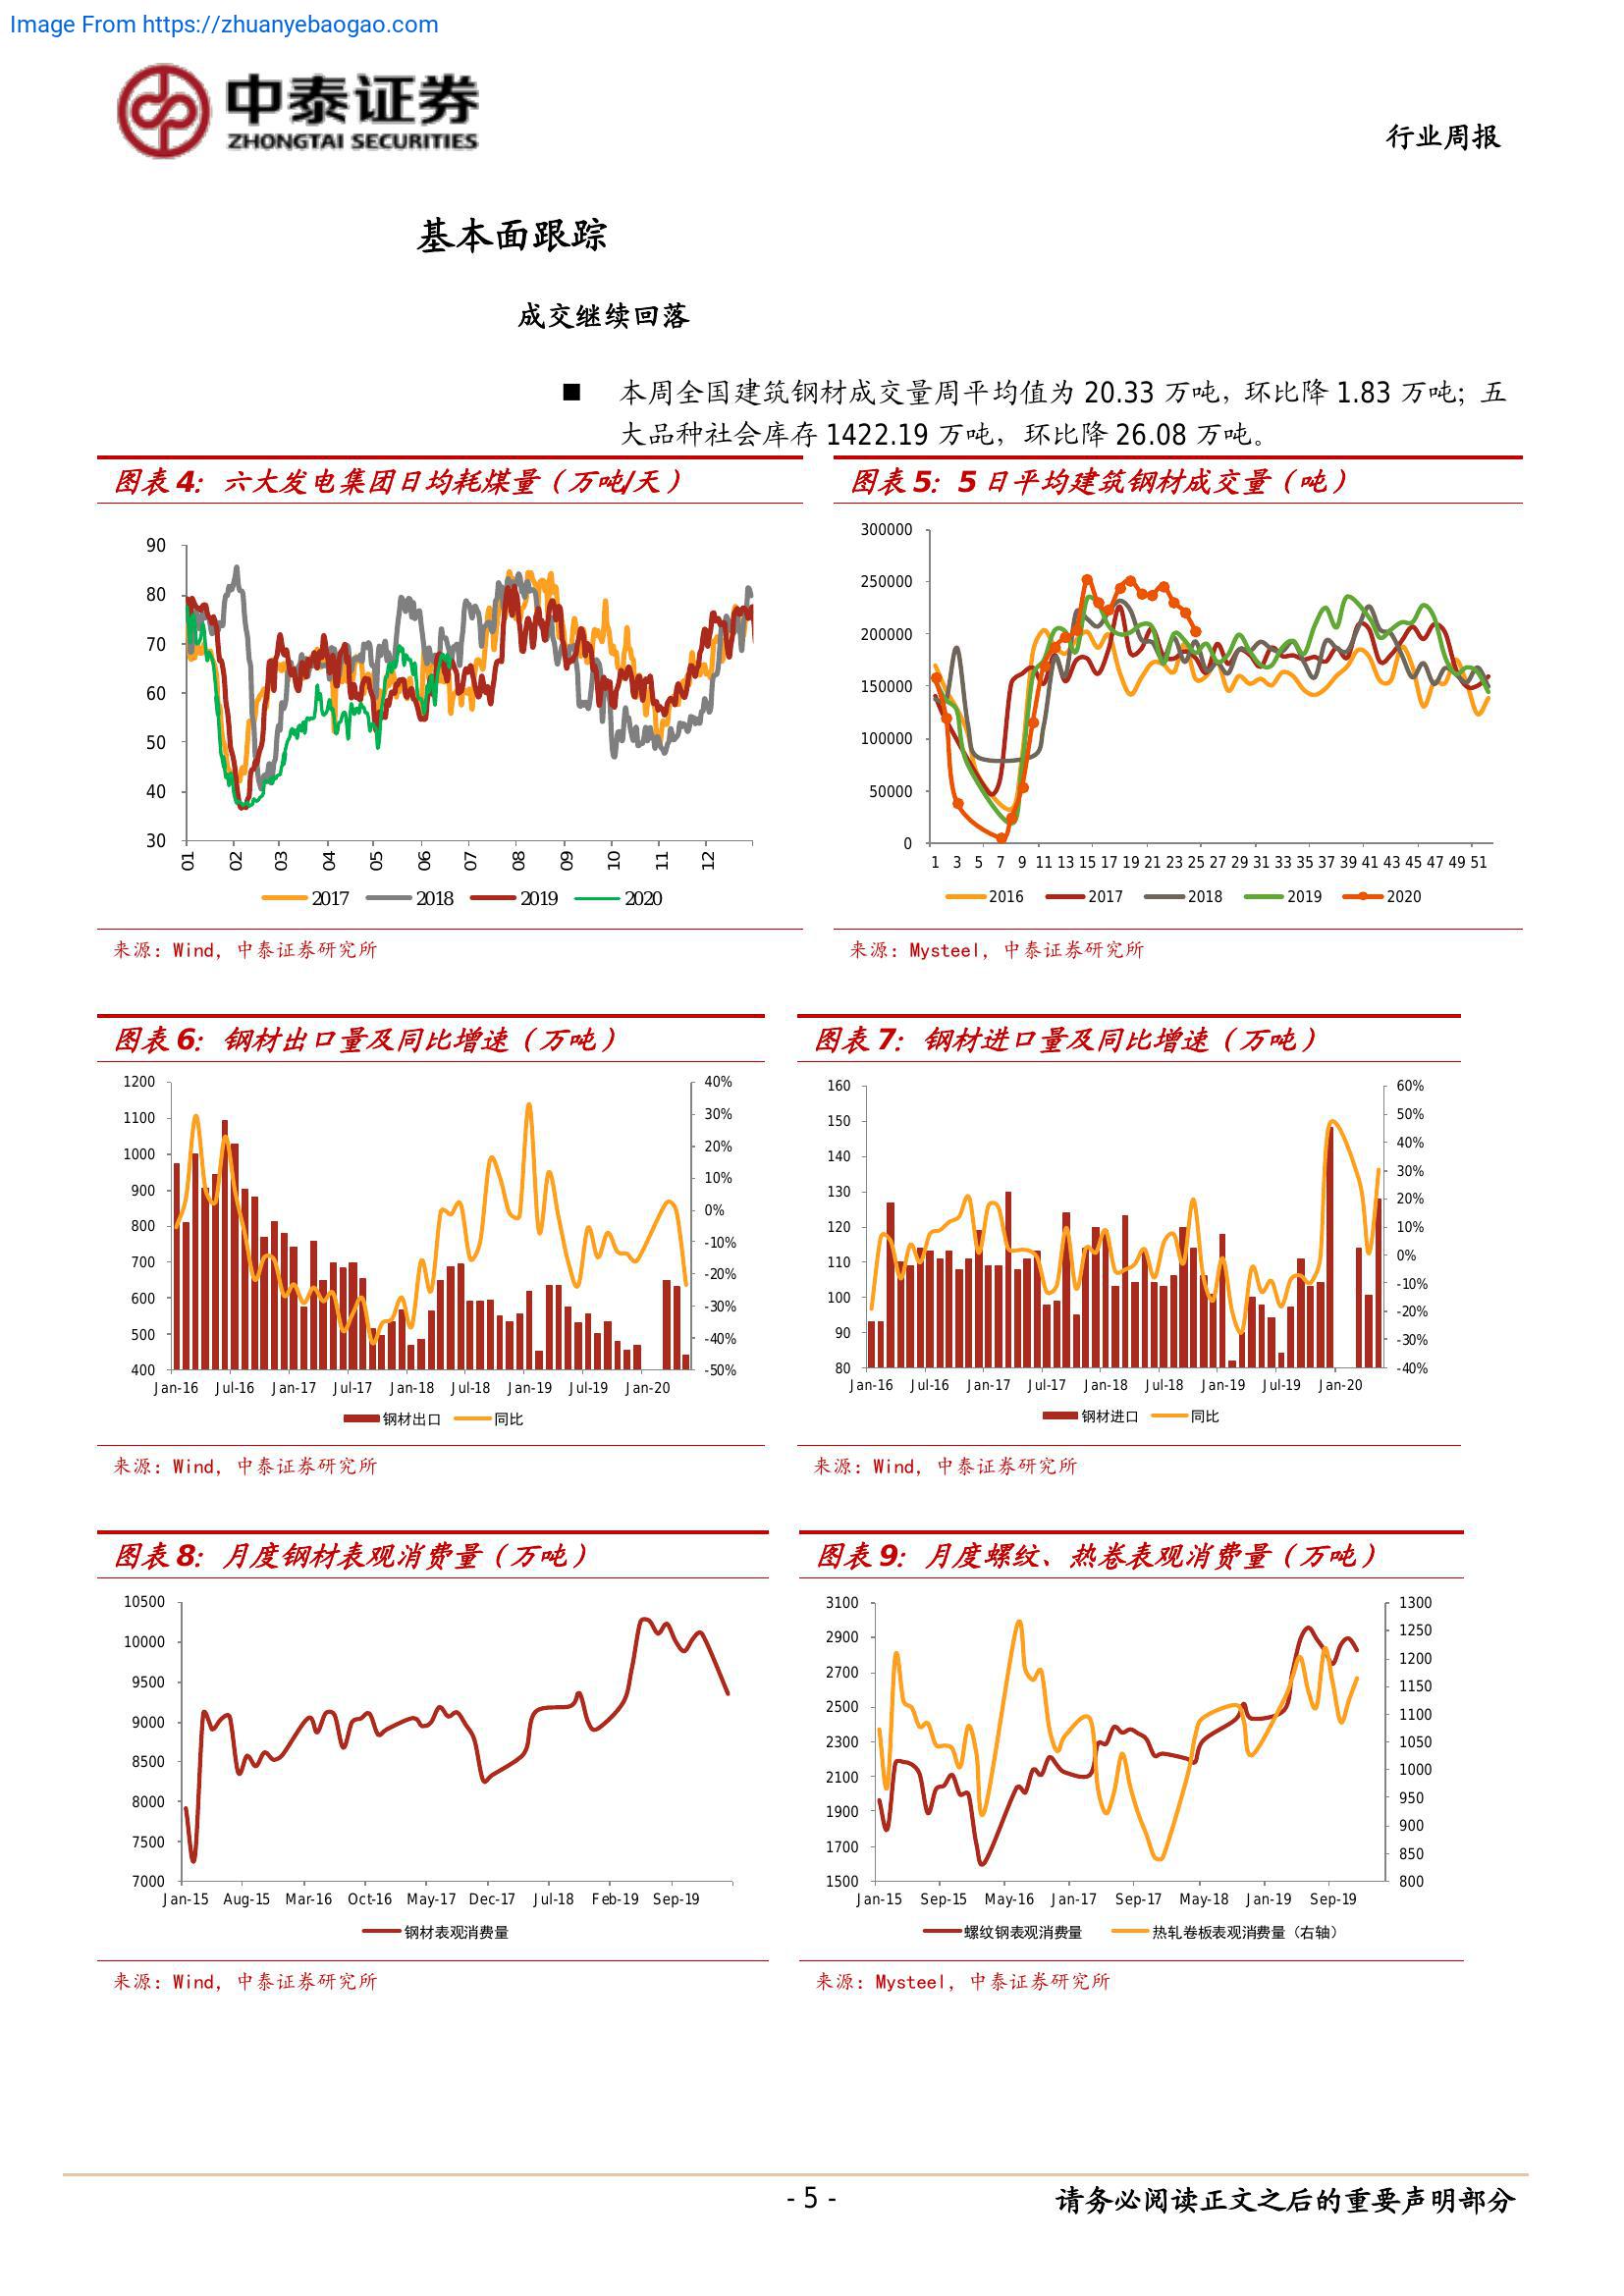 Image From https://zhuanyebaogao.com
中泰证券
ZHONGTAI SECURITIES
行业周报
基本面跟踪
成交继续回落
■ 本周全国建筑钢材成交量周平均值为 20.33 万吨，环比降 1.83 万吨；五
大品种社会库存 1422.19 万吨，环比降 26.08 万吨。
图表 4：六大发电集团日均耗煤量（万吨/天）
90
80
70
60
50
40
30
01 02 03 04 05 06 07 08 09 10 11 12
2017 2018 2019 2020
来源：Wind，中泰证券研究所
图表 5：5 日平均建筑钢材成交量（吨）
300000
250000
200000
150000
100000
50000
0
1 3 5 7 9 11 13 15 17 19 21 23 25 27 29 31 33 35 37 39 41 43 45 47 49 51
2016 2017 2018 2019 2020
来源：Mysteel，中泰证券研究所
图表 6：钢材出口量及同比增速（万吨）
1200
1100
1000
900
800
700
600
500
400
40%
30%
20%
10%
0%
-10%
-20%
-30%
-40%
-50%
Jan-16 Jul-16 Jan-17 Jul-17 Jan-18 Jul-18 Jan-19 Jul-19 Jan-20
钢材出口 同比
来源：Wind，中泰证券研究所
图表 7：钢材进口量及同比增速（万吨）
160
150
140
130
120
110
100
90
80
60%
50%
40%
30%
20%
10%
0%
-10%
-20%
-30%
-40%
Jan-16 Jul-16 Jan-17 Jul-17 Jan-18 Jul-18 Jan-19 Jul-19 Jan-20
钢材进口 同比
来源：Wind，中泰证券研究所
图表 8：月度钢材表观消费量（万吨）
10500
10000
9500
9000
8500
8000
7500
7000
Jan-15 Aug-15 Mar-16 Oct-16 May-17 Dec-17 Jul-18 Feb-19 Sep-19
钢材表观消费量
来源：Wind，中泰证券研究所
图表 9：月度螺纹、热卷表观消费量（万吨）
3100
2900
2700
2500
2300
2100
1900
1700
1500
1300
1250
1200
1150
1100
1050
1000
950
900
850
800
Jan-15 Sep-15 May-16 Jan-17 Sep-17 May-18 Jan-19 Sep-19
螺纹钢表观消费量 热轧卷板表观消费量（右轴）
来源：Mysteel，中泰证券研究所
- 5 -
请务必阅读正文之后的重要声明部分